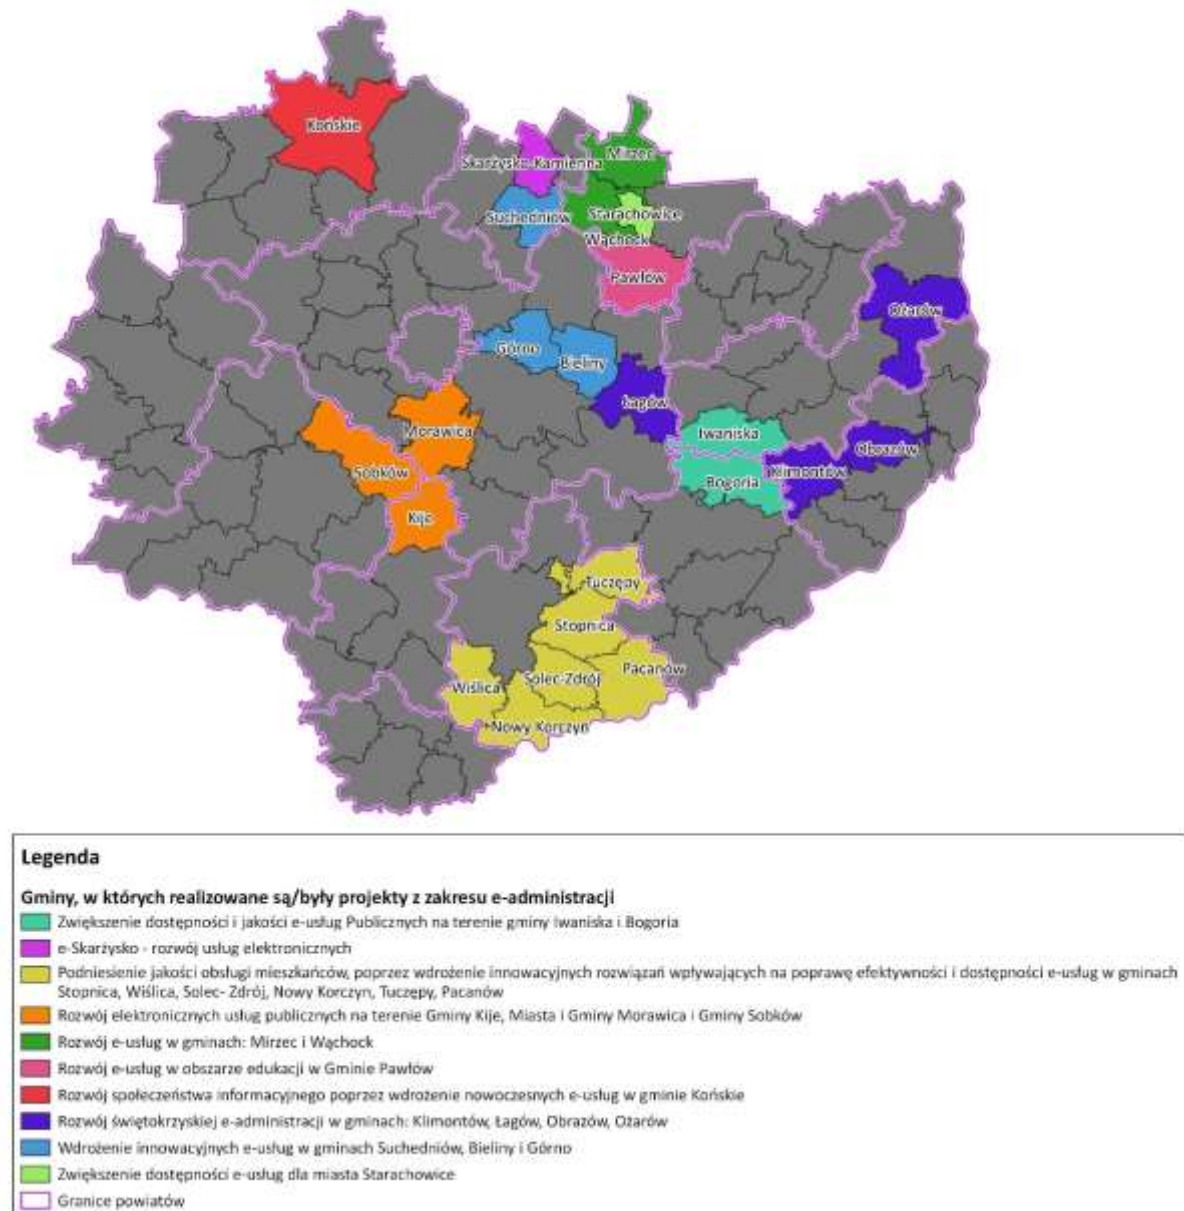 Końskie
Mirzec
Skarżysko-Kamienna
Suchedniów
Starachowice
Wąchock
Pawłów
Ożarów
Górno
Bieliny
Łagów
Morawica
Iwaniska
Obrazów
Sobków
Klimontów
Bogoria
Kije
Tuczępy
Stopnica
Pacanów
Solec-Zdrój
Wiślica
Nowy Korczyn
Legenda
Gminy, w których realizowane są/były projekty z zakresu e-administracji
Zwiększenie dostępności i jakości e-usług Publicznych na terenie gminy Iwaniska i Bogoria
e-Skarżysko - rozwój usług elektronicznych
Podniesienie jakości obsługi mieszkańców, poprzez wdrożenie innowacyjnych rozwiązań wpływających na poprawę efektywności i dostępności e-usług w gminach
Stopnica, Wiślica, Solec- Zdrój, Nowy Korczyn, Tuczępy, Pacanów
Rozwój elektronicznych usług publicznych na terenie Gminy Kije, Miasta i Gminy Morawica i Gminy Sobków
Rozwój e-usług w gminach: Mirzec i Wąchock
Rozwój e-usług w obszarze edukacji w Gminie Pawłów
Rozwój społeczeństwa informacyjnego poprzez wdrożenie nowoczesnych e-usług w gminie Końskie
Rozwój świętokrzyskiej e-administracji w gminach: Klimontów, Łagów, Obrazów, Ożarów
Wdrożenie innowacyjnych e-usług w gminach Suchedniów, Bieliny i Górno
Zwiększenie dostępności e-usług dla miasta Starachowice
Granice powiatów